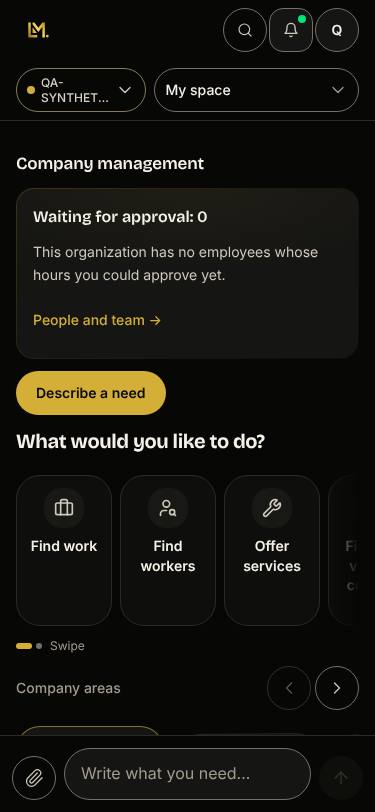 LM.
Q
QA-
SYNTHET...
My space
Company management
Waiting for approval: 0
This organization has no employees whose
hours you could approve yet.
People and team →
Describe a need
What would you like to do?
Find work
Find
workers
Offer
services
Swipe
Company areas
Write what you need...